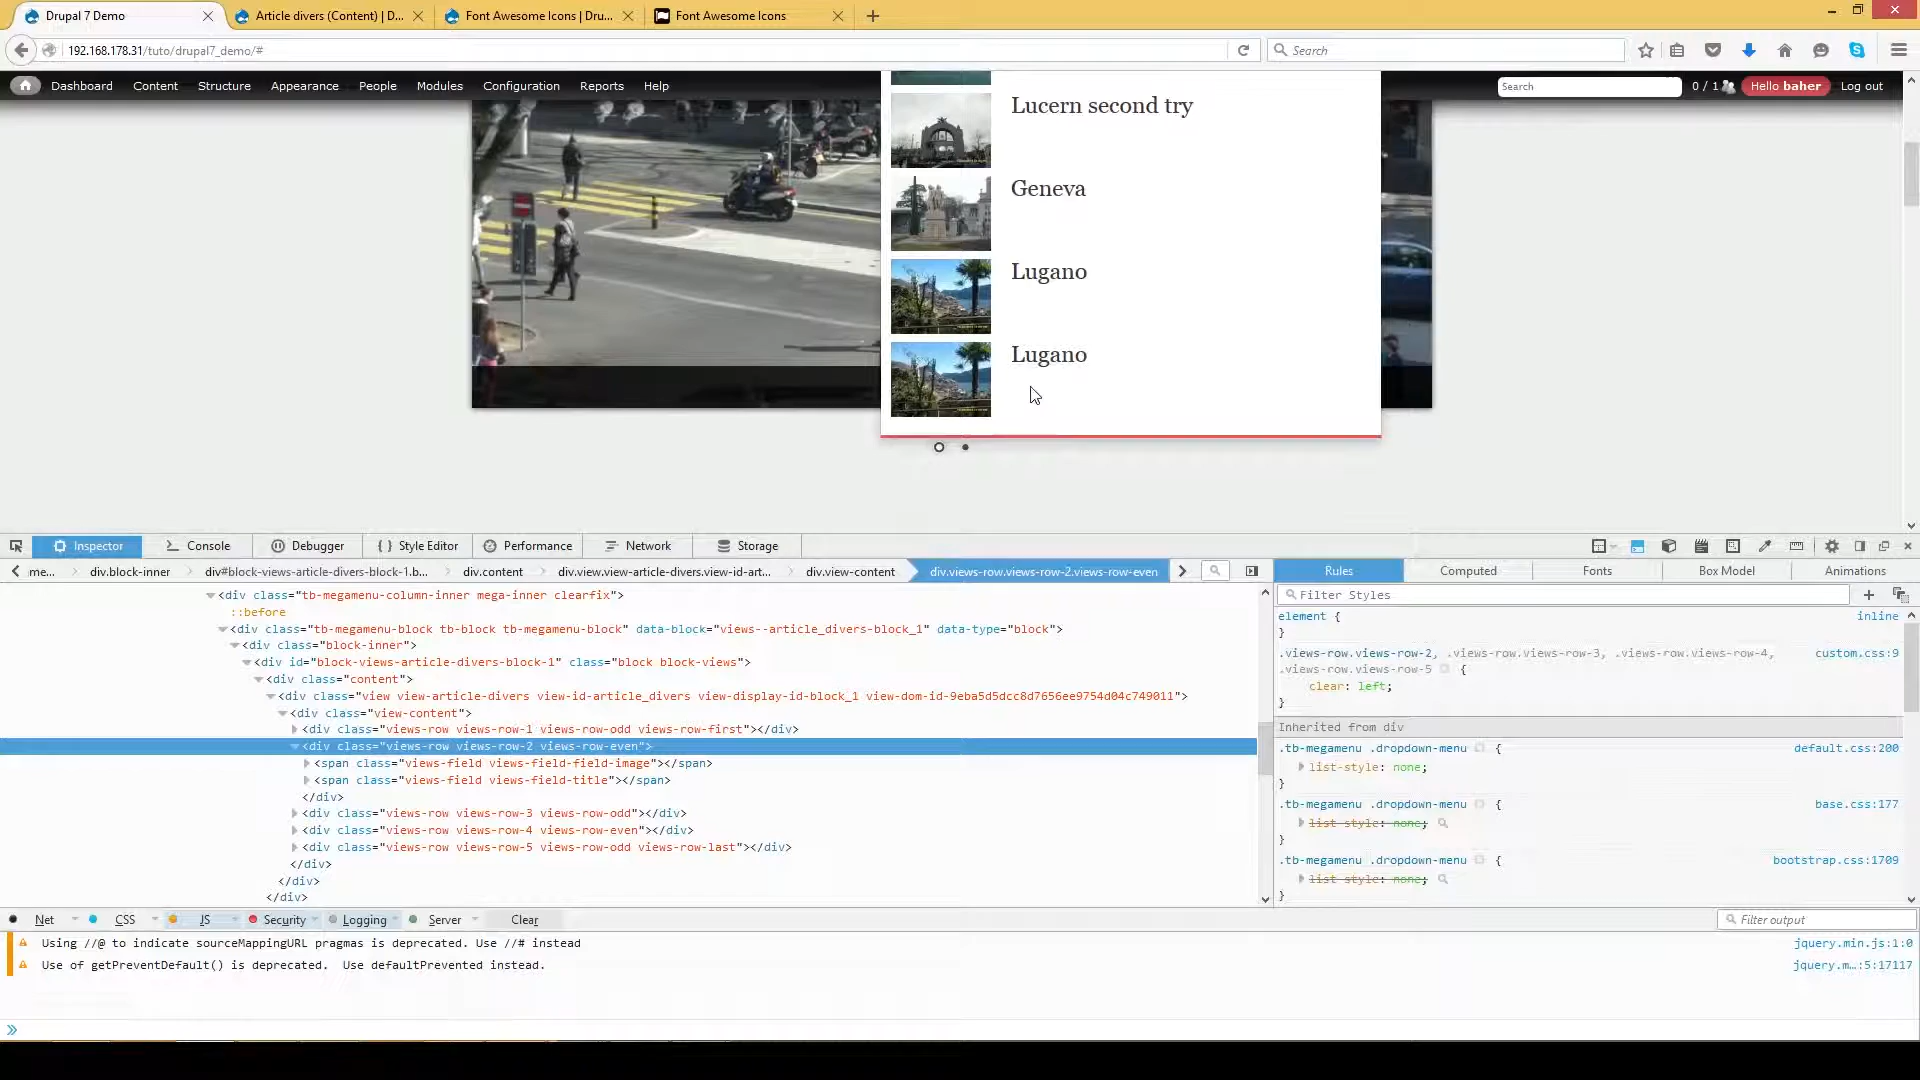 Drupal 7 Demo
Article divers (Content) | D...
Font Awesome Icons | Dru...
Font Awesome Icons
192.168.178.31/tuto/drupal7_demo/#
Search
Dashboard Content Structure Appearance People Modules Configuration Reports Help
Search
0 / 1
Hello baher
Log out
Lucern second try
Geneva
Lugano
Lugano
Inspector Console Debugger Style Editor Performance Network Storage
me... div.block-inner div#block-views-article-divers-block-1.b... div.content div.view.view-article-divers.view-id-art... div.view-content div.views-row.views-row-2.views-row-even
Rules Computed Fonts Box Model Animations
<div class="tb-megamenu-column-inner mega-inner clearfix">
::before
<div class="tb-megamenu-block tb-block tb-megamenu-block" data-block="views--article_divers-block_1" data-type="block">
<div class="block-inner">
<div id="block-views-article-divers-block-1" class="block block-views">
<div class="content">
<div class="view view-article-divers view-id-article_divers view-display-id-block_1 view-dom-id-9eba5d5dcc8d7656ee9754d04c749011">
<div class="view-content">
<div class="views-row views-row-1 views-row-odd views-row-first"></div>
<div class="views-row views-row-2 views-row-even">
<span class="views-field views-field-field-image"></span>
<span class="views-field views-field-title"></span>
</div>
<div class="views-row views-row-3 views-row-odd"></div>
<div class="views-row views-row-4 views-row-even"></div>
<div class="views-row views-row-5 views-row-odd views-row-last"></div>
</div>
</div>
</div>
Filter Styles
element {
inline
}
.views-row.views-row-2, .views-row.views-row-3, .views-row.views-row-4,
custom.css:9
.views-row.views-row-5 {
clear: left;
}
Inherited from div
.tb-megamenu .dropdown-menu {
default.css:200
list-style: none;
}
.tb-megamenu .dropdown-menu {
base.css:177
list-style: none;
}
.tb-megamenu .dropdown-menu {
bootstrap.css:1709
list-style: none;
}
Net CSS JS Security Logging Server Clear
Filter output
Using //@ to indicate sourceMappingURL pragmas is deprecated. Use //# instead
jquery.min.js:1:0
Use of getPreventDefault() is deprecated. Use defaultPrevented instead.
jquery.m...:5:17117